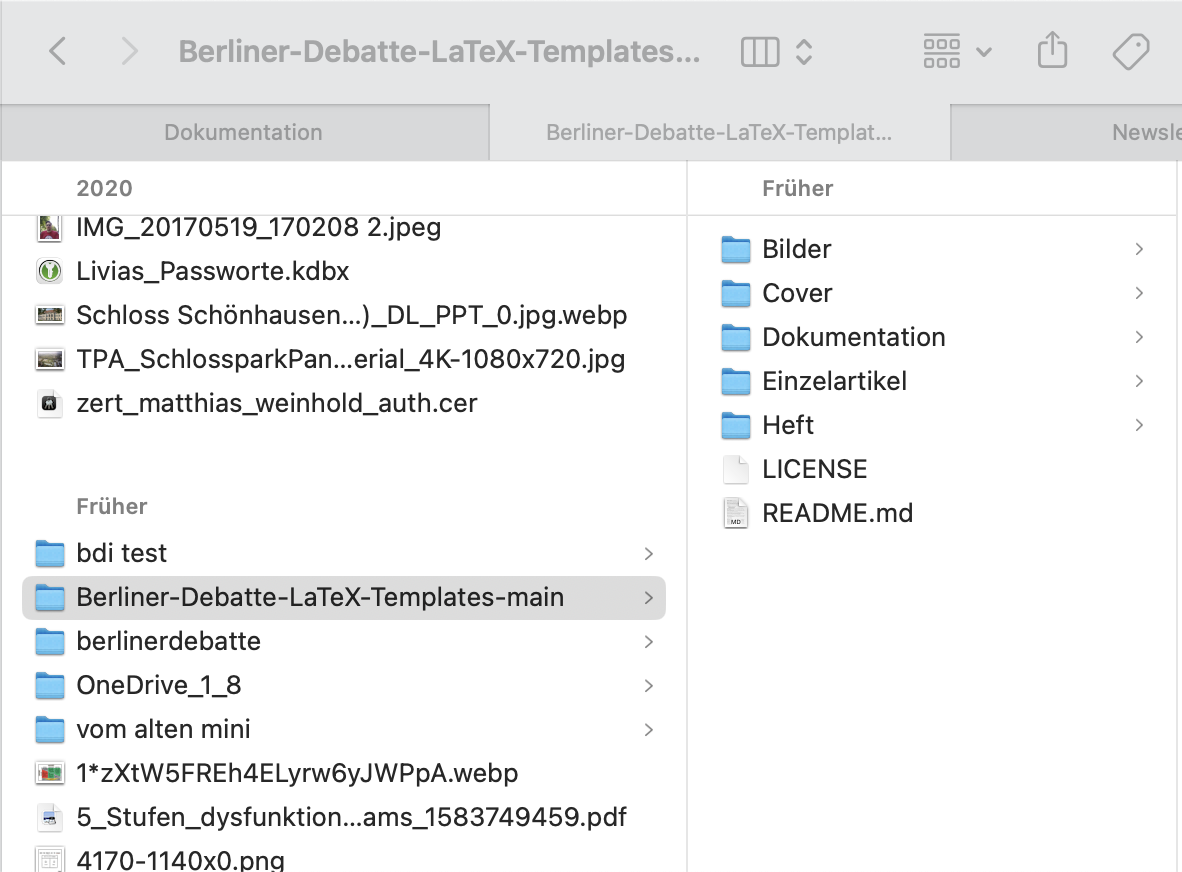 Berliner-Debatte-LaTeX-Templates...
Dokumentation
Berliner-Debatte-LaTeX-Templat...
Newsle
2020
IMG_20170519_170208 2.jpeg
Livias_Passworte.kdbx
Schloss Schönhausen...)_DL_PPT_0.jpg.webp
TPA_SchlossparkPan...erial_4K-1080x720.jpg
zert_matthias_weinhold_auth.cer
Früher
bdi test
Berliner-Debatte-LaTeX-Templates-main
berlinerdebatte
OneDrive_1_8
vom alten mini
1*zXtW5FREh4ELyrw6yJWPpA.webp
5_Stufen_dysfunktion...ams_1583749459.pdf
4170-1140x0.png
Früher
Bilder
Cover
Dokumentation
Einzelartikel
Heft
LICENSE
README.md
MD